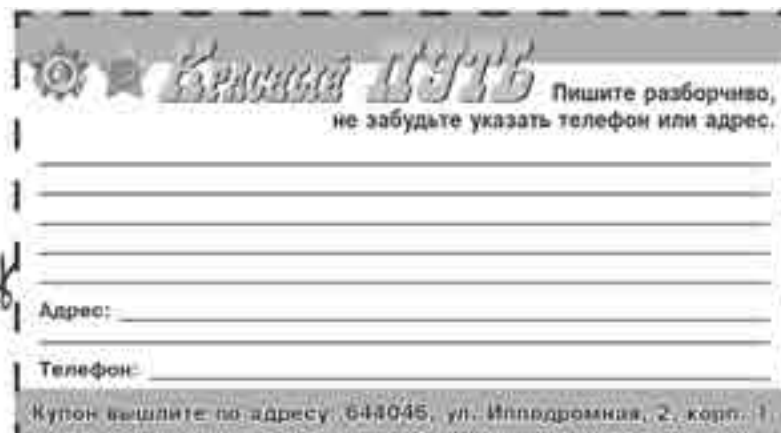 Красный ПУТЬ
Пишите разборчиво,
не забудьте указать телефон или адрес.
Адрес:
Телефон:
Купон вышлите по адресу: 644046, ул. Ипподромная, 2, корп. 1